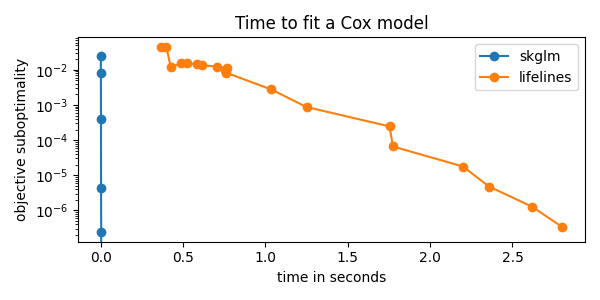 Time to fit a Cox model
skglm
lifelines
objective suboptimality
10⁻²
10⁻³
10⁻⁴
10⁻⁵
10⁻⁶
0.0 0.5 1.0 1.5 2.0 2.5
time in seconds